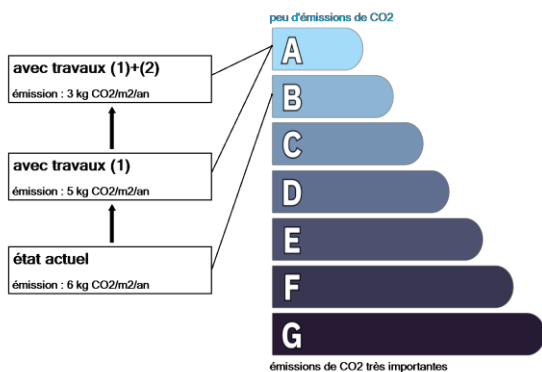 peu d'émissions de CO2
avec travaux (1)+(2)
émission : 3 kg CO2/m2/an
avec travaux (1)
émission : 5 kg CO2/m2/an
état actuel
émission : 6 kg CO2/m2/an
A
B
C
D
E
F
G
émissions de CO2 très importantes